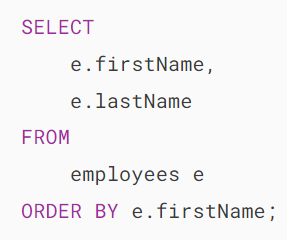 SELECT
    e.firstName,
    e.lastName
FROM
    employees e
ORDER BY e.firstName;